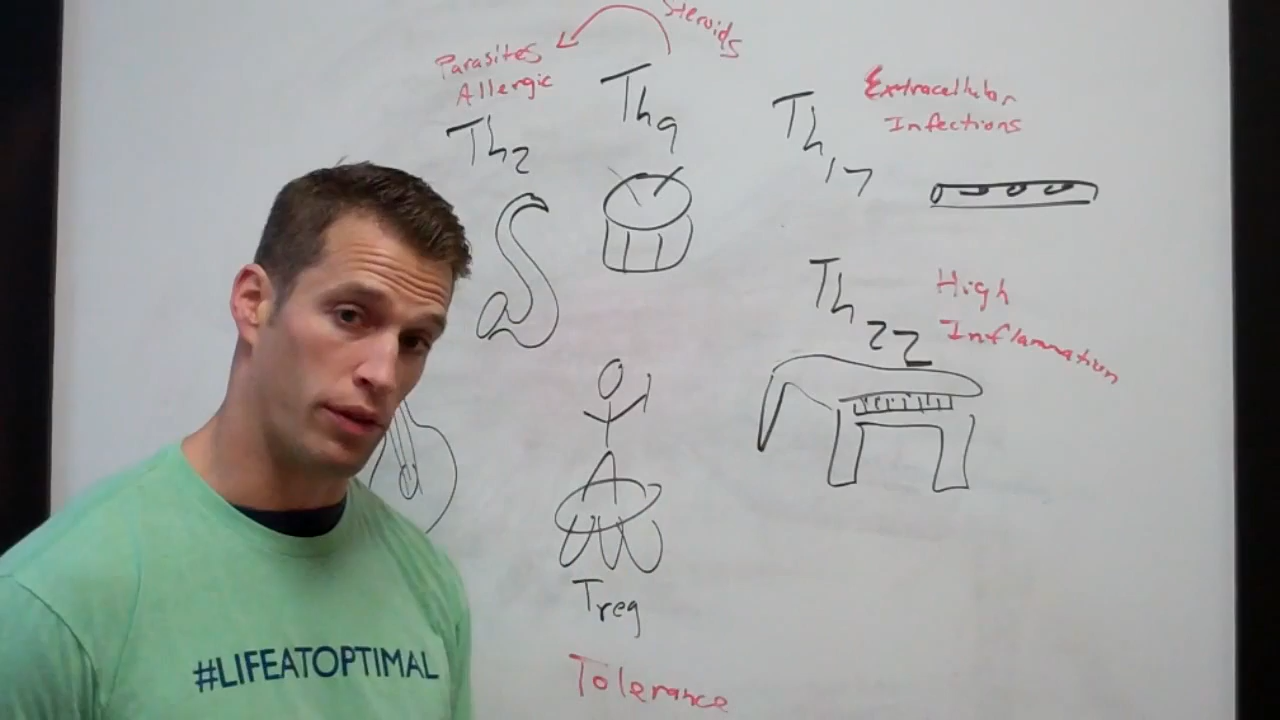 Steroids
Parasites
Allergic
Th2
Th9
Th17
Extracellular
Infections
Th22
High
Inflammation
Treg
Tolerance
#LIFEATOPTIMAL